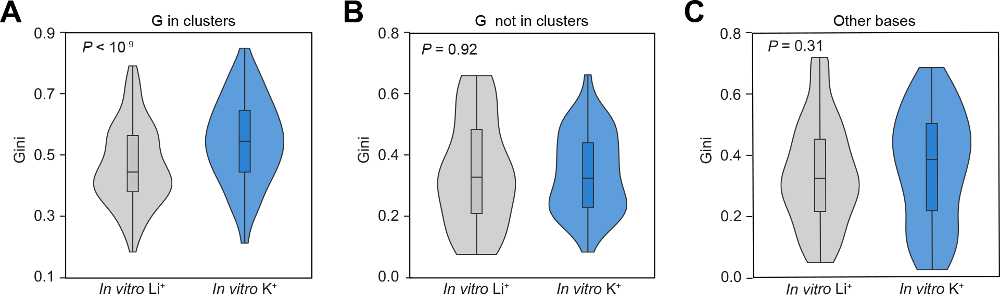 A
G in clusters
P < 10⁻⁹
0.9
0.7
0.5
0.3
0.1
Gini
In vitro Li⁺
In vitro K⁺
B
G not in clusters
P = 0.92
0.8
0.6
0.4
0.2
0.0
Gini
In vitro Li⁺
In vitro K⁺
C
Other bases
P = 0.31
0.8
0.6
0.4
0.2
0.0
Gini
In vitro Li⁺
In vitro K⁺